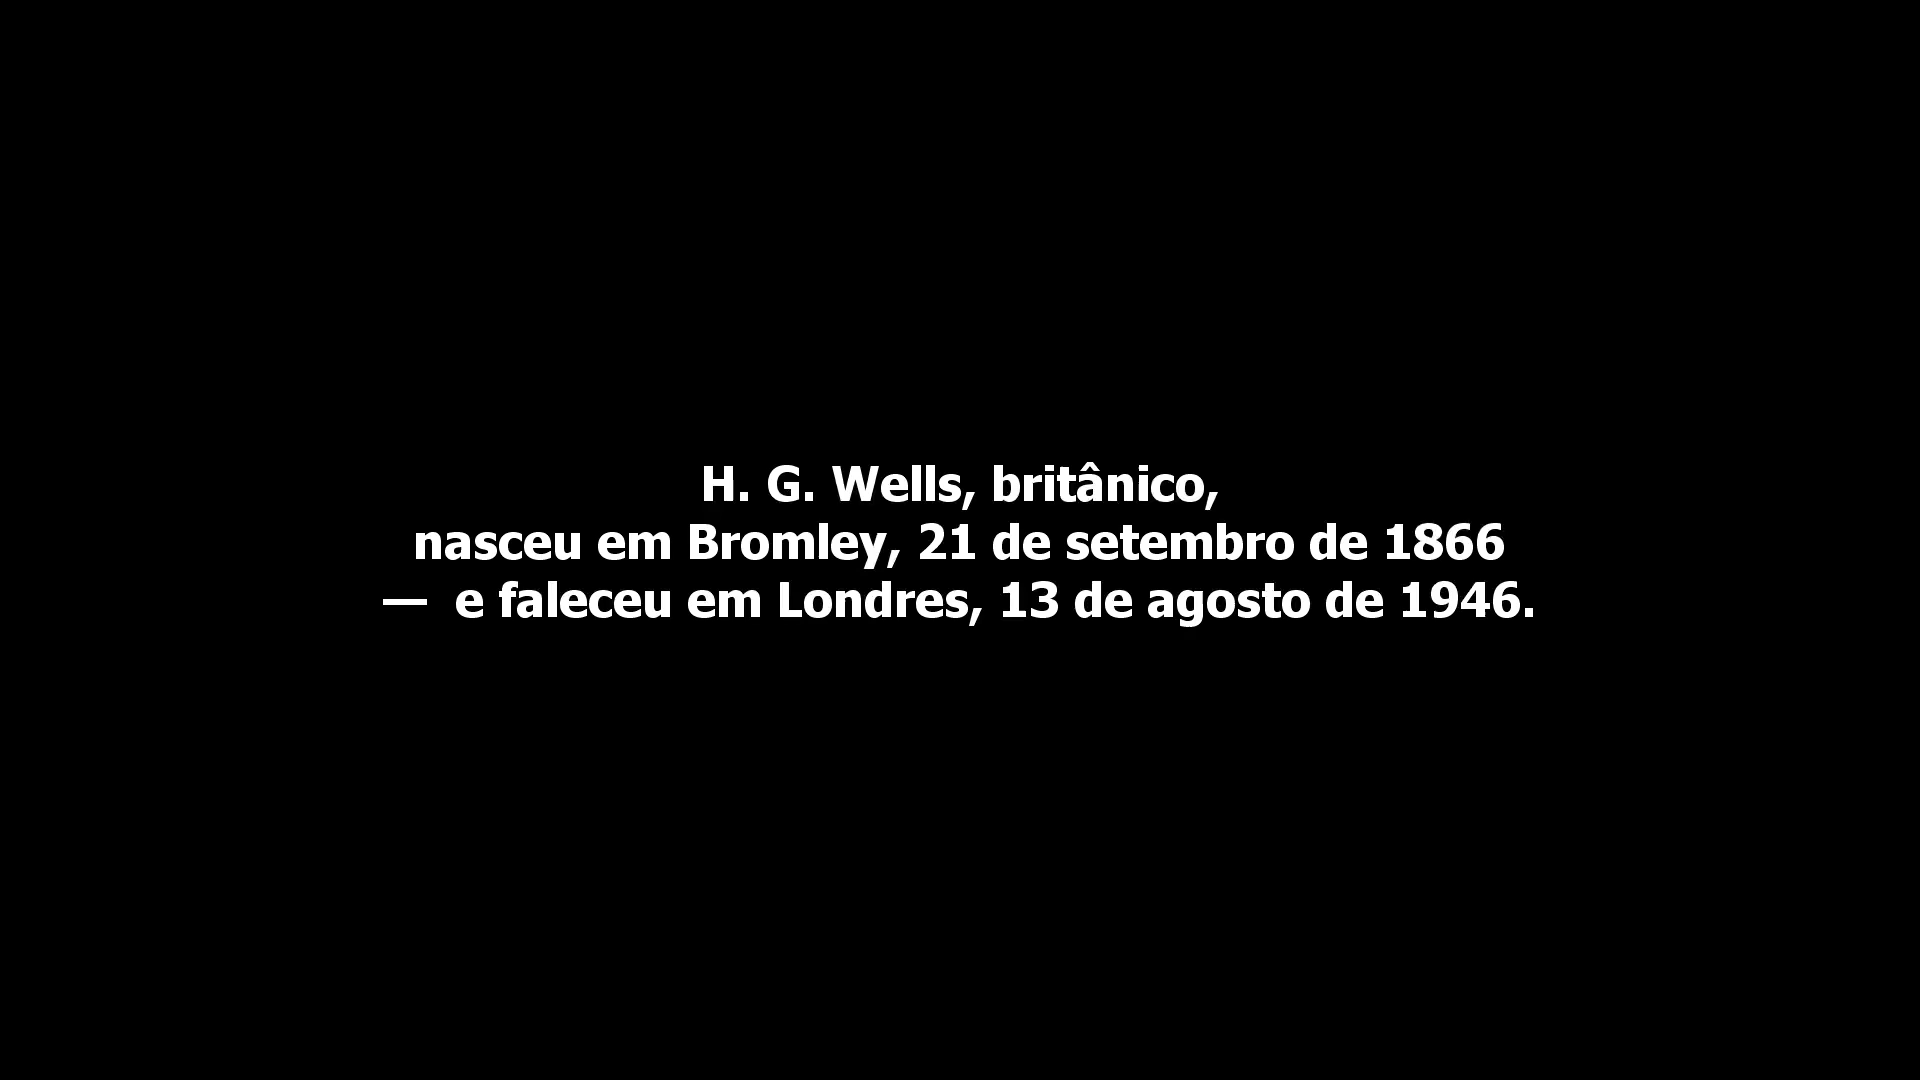 H. G. Wells, britânico,
nasceu em Bromley, 21 de setembro de 1866
— e faleceu em Londres, 13 de agosto de 1946.